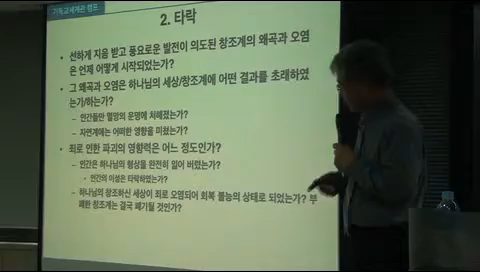 기독교세계관 캠프
2. 타락
• 선하게 지음 받고 풍요로운 발전이 의도된 창조계의 왜곡과 오염
은 언제 어떻게 시작되었는가?
• 그 왜곡과 오염은 하나님의 세상/창조계에 어떤 결과를 초래하였
는가/하는가?
– 인간들만 멸망의 운명에 처해졌는가?
– 자연계에는 어떠한 영향을 미쳤는가?
• 죄로 인한 파괴의 영향력은 어느 정도인가?
– 인간은 하나님의 형상을 완전히 잃어 버렸는가?
• 인간의 이성은 타락하였는가?
– 하나님의 창조하신 세상이 죄로 오염되어 회복 불능의 상태로 되었는가? 부
패한 창조계는 결국 폐기될 것인가?